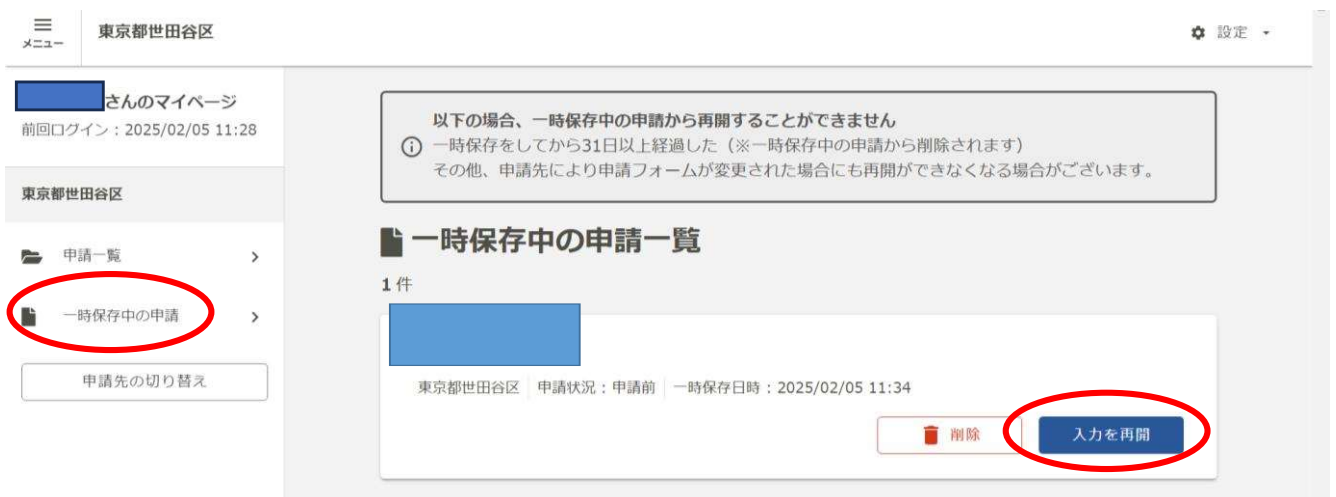 メニュー
東京都世田谷区
設定
さんのマイページ
前回ログイン：2025/02/05 11:28
東京都世田谷区
申請一覧
一時保存中の申請
申請先の切り替え
以下の場合、一時保存中の申請から再開することができません
一時保存をしてから31日以上経過した（※一時保存中の申請から削除されます）
その他、申請先により申請フォームが変更された場合にも再開ができなくなる場合がございます。
一時保存中の申請一覧
1 件
東京都世田谷区 申請状況：申請前 一時保存日時：2025/02/05 11:34
削除 入力を再開